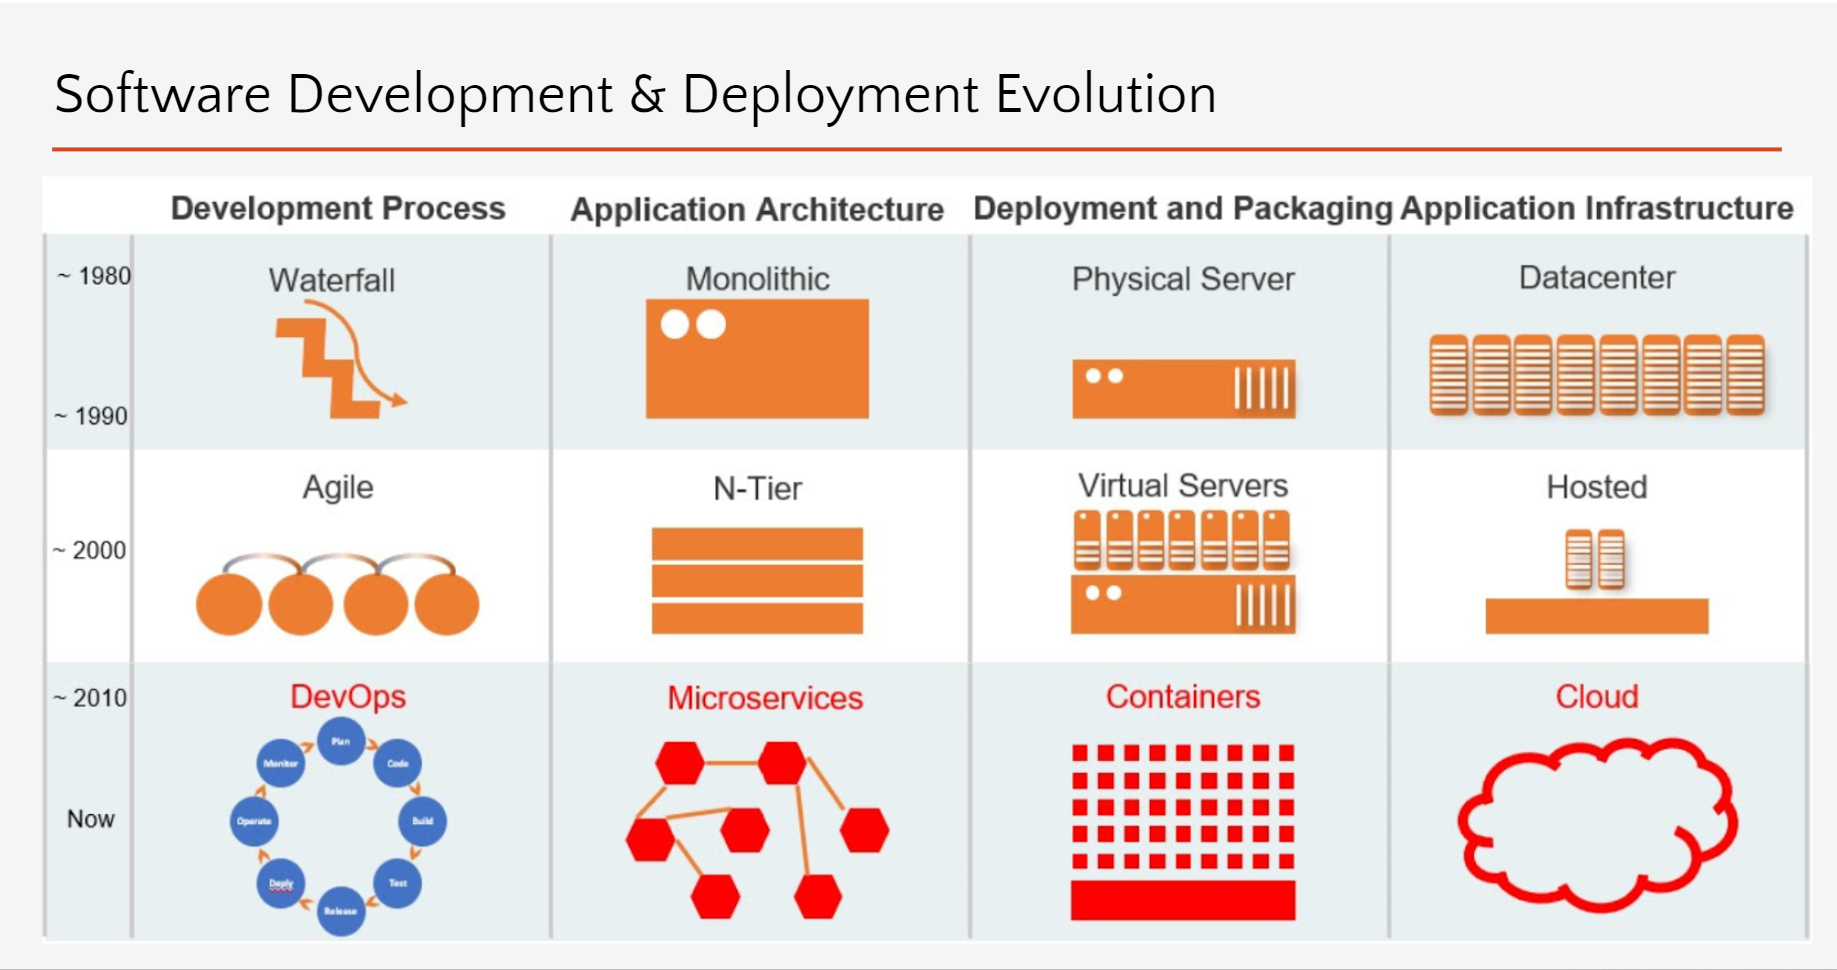 Software Development & Deployment Evolution
Development Process Application Architecture Deployment and Packaging Application Infrastructure
~ 1980 Waterfall Monolithic Physical Server Datacenter
~ 1990
Agile N-Tier Virtual Servers Hosted
~ 2000
~ 2010 DevOps Microservices Containers Cloud
Plan
Monitor Code
Now Operate Build
Deply Test
Release